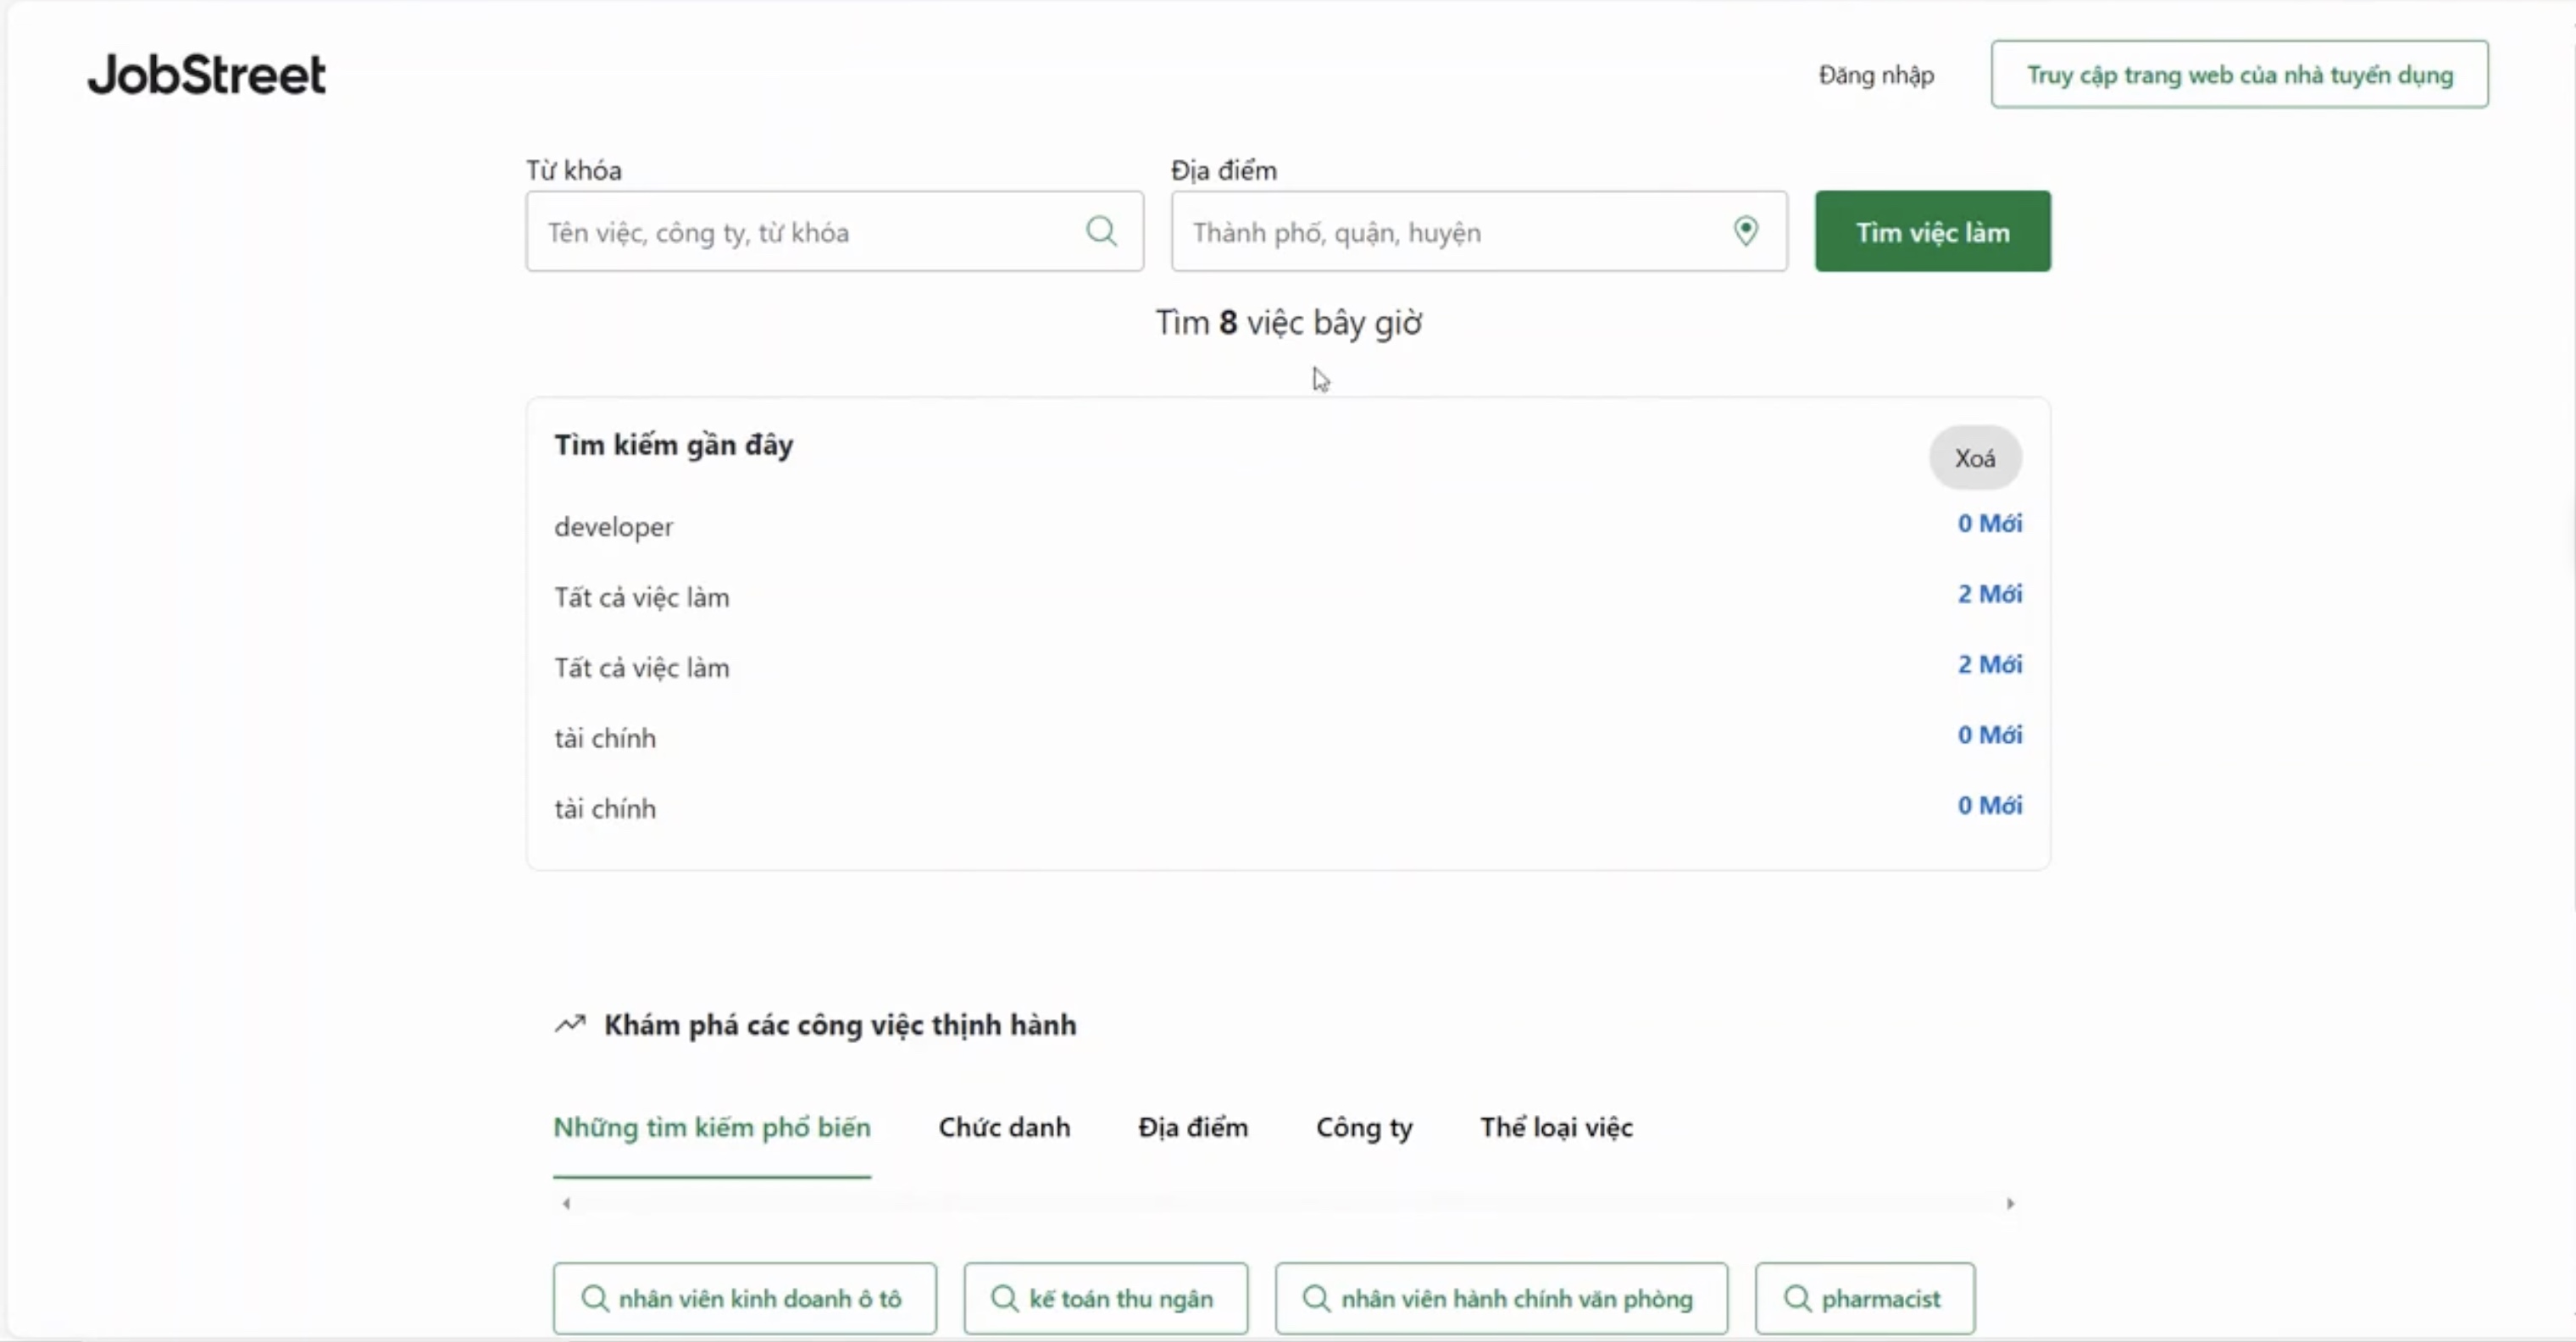 JobStreet
Đăng nhập
Truy cập trang web của nhà tuyển dụng
Từ khóa
Địa điểm
Tên việc, công ty, từ khóa
Thành phố, quận, huyện
Tìm việc làm
Tìm 8 việc bây giờ
Tìm kiếm gần đây
Xoá
developer
0 Mới
Tất cả việc làm
2 Mới
Tất cả việc làm
2 Mới
tài chính
0 Mới
tài chính
0 Mới
Khám phá các công việc thịnh hành
Những tìm kiếm phổ biến
Chức danh
Địa điểm
Công ty
Thể loại việc
nhân viên kinh doanh ô tô
kế toán thu ngân
nhân viên hành chính văn phòng
pharmacist